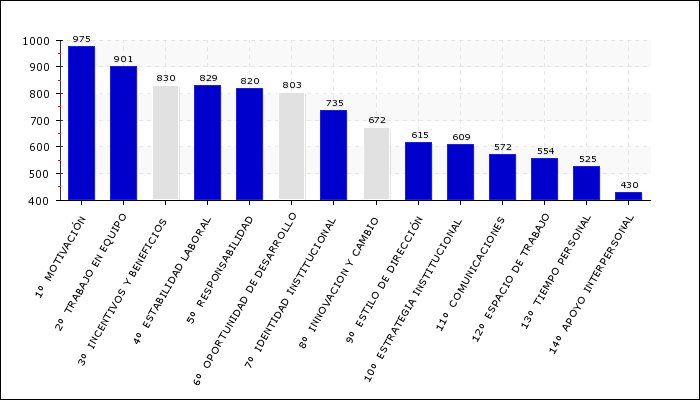 1000
900
800
700
600
500
400
975
901
830
829
820
803
735
672
615
609
572
554
525
430
1º MOTIVACIÓN
2º TRABAJO EN EQUIPO
3º INCENTIVOS Y BENEFICIOS
4º ESTABILIDAD LABORAL
5º RESPONSABILIDAD
6º OPORTUNIDAD DE DESARROLLO
7º IDENTIDAD INSTITUCIONAL
8º INNOVACION Y CAMBIO
9º ESTILO DE DIRECCIÓN
10º ESTRATEGIA INSTITUCIONAL
11º COMUNICACIONES
12º ESPACIO DE TRABAJO
13º TIEMPO PERSONAL
14º APOYO INTERPERSONAL